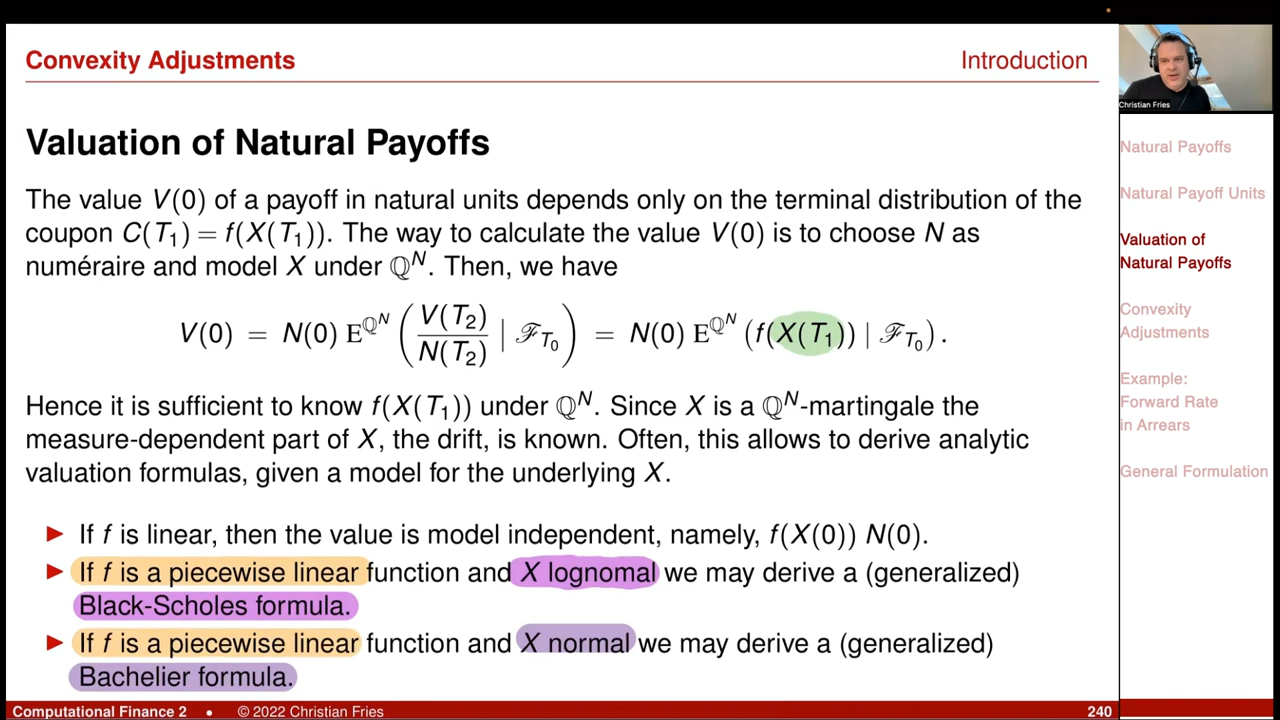 Convexity Adjustments
Introduction
Christian Fries
Valuation of Natural Payoffs
The value V(0) of a payoff in natural units depends only on the terminal distribution of the
coupon C(T₁) = f(X(T₁)). The way to calculate the value V(0) is to choose N as
numéraire and model X under ℚᴺ. Then, we have
V(0) = N(0) E^{ℚᴺ} ( V(T₂) / N(T₂) | ℱ_{T₀} ) = N(0) E^{ℚᴺ} (f(X(T₁)) | ℱ_{T₀}) .
Hence it is sufficient to know f(X(T₁)) under ℚᴺ. Since X is a ℚᴺ-martingale the
measure-dependent part of X, the drift, is known. Often, this allows to derive analytic
valuation formulas, given a model for the underlying X.
► If f is linear, then the value is model independent, namely, f(X(0)) N(0).
► If f is a piecewise linear function and X lognomal we may derive a (generalized)
Black-Scholes formula.
► If f is a piecewise linear function and X normal we may derive a (generalized)
Bachelier formula.
Natural Payoffs
Natural Payoff Units
Valuation of
Natural Payoffs
Convexity
Adjustments
Example:
Forward Rate
in Arrears
General Formulation
Computational Finance 2 • © 2022 Christian Fries
240